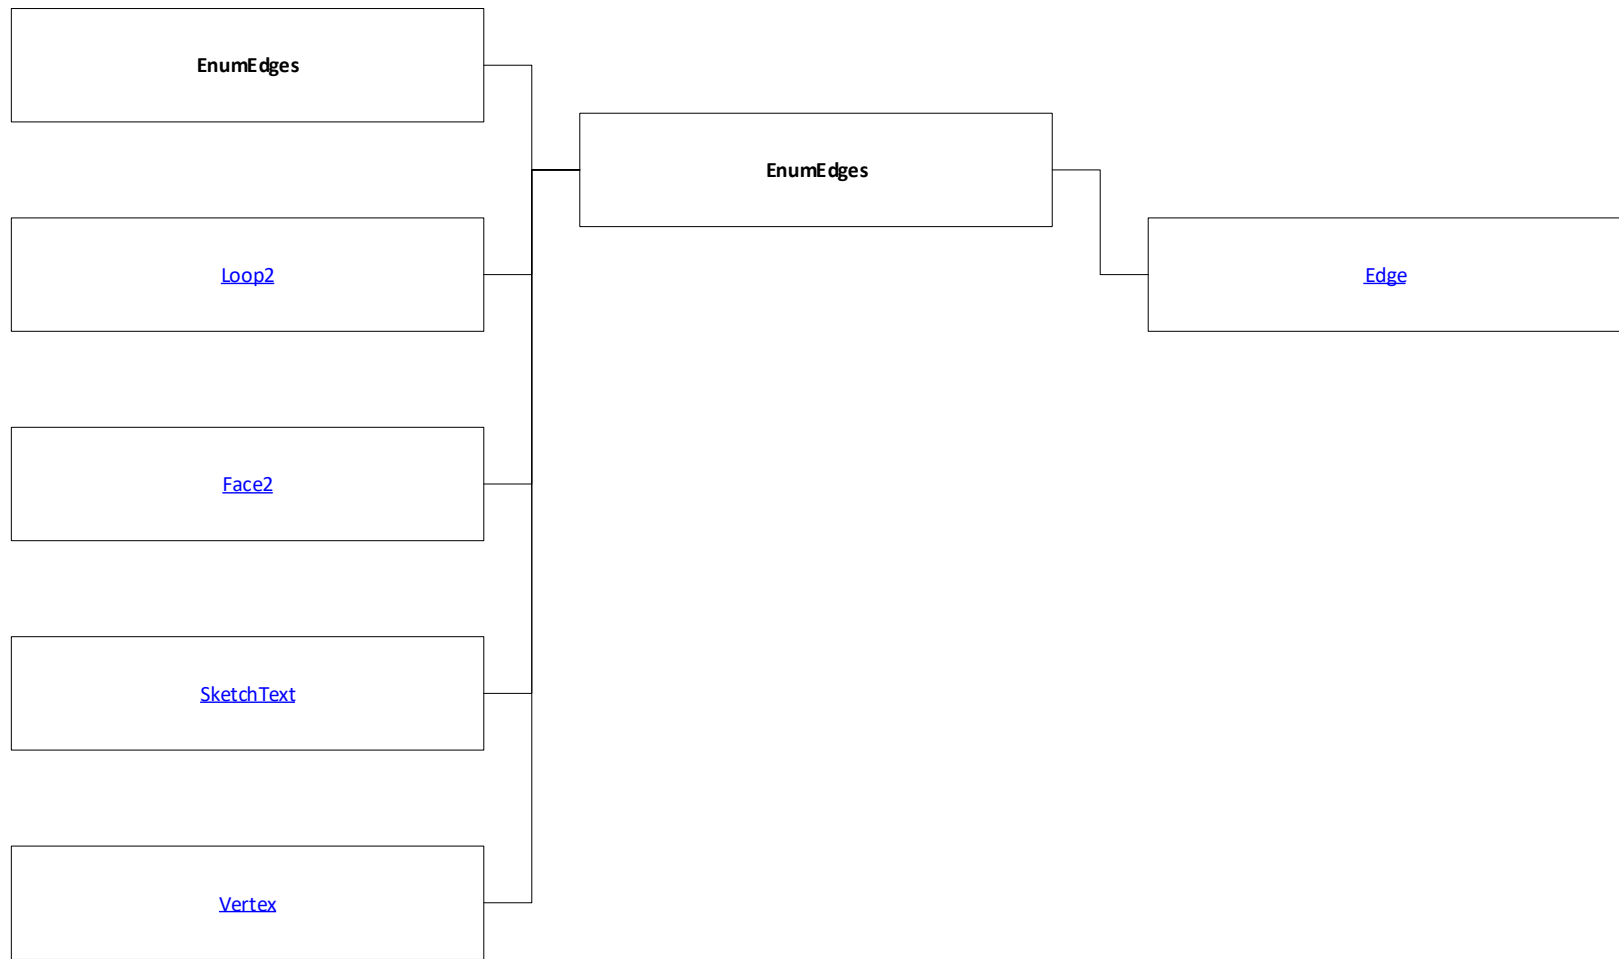 EnumEdges
EnumEdges
Loop2
Edge
Face2
SketchText
Vertex